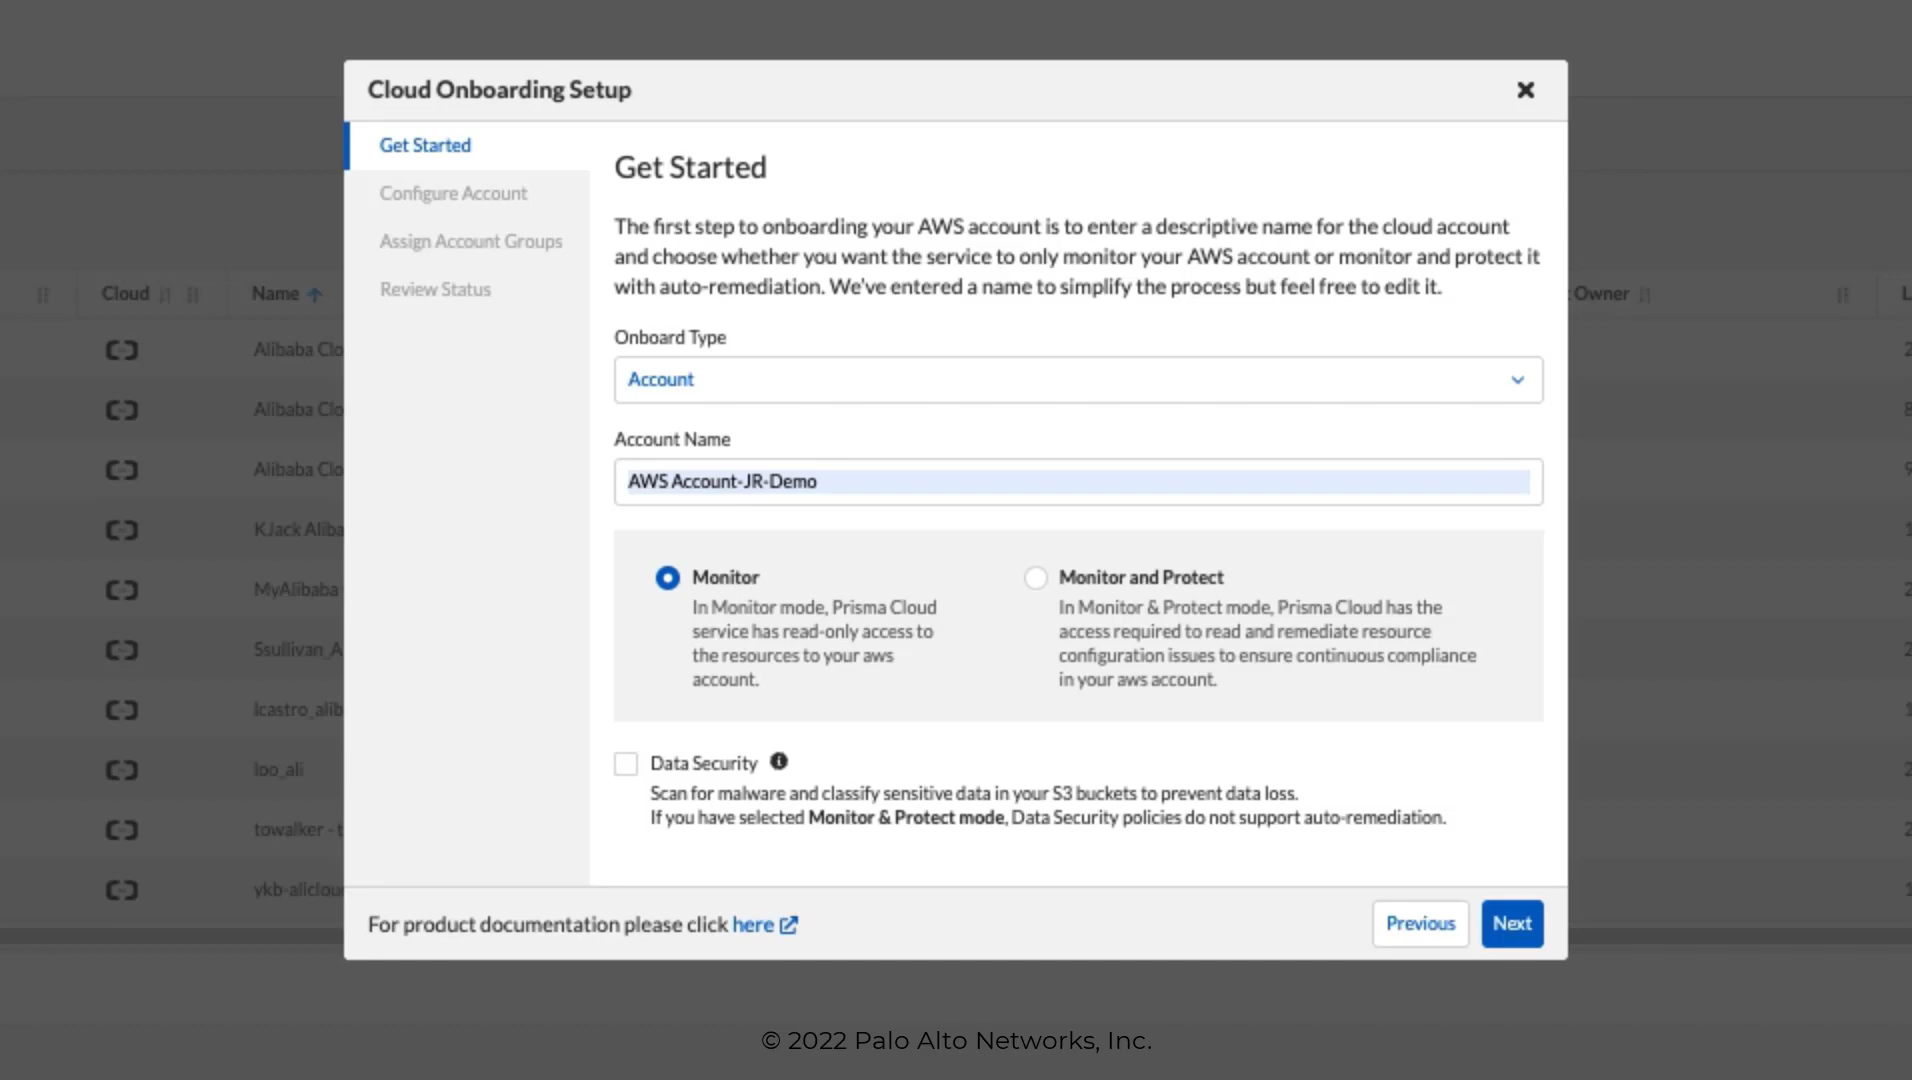 Cloud Onboarding Setup
Get Started
Configure Account
Assign Account Groups
Review Status
Get Started
The first step to onboarding your AWS account is to enter a descriptive name for the cloud account
and choose whether you want the service to only monitor your AWS account or monitor and protect it
with auto-remediation. We've entered a name to simplify the process but feel free to edit it.
Onboard Type
Account
Account Name
AWS Account-JR-Demo
Monitor
In Monitor mode, Prisma Cloud
service has read-only access to
the resources to your aws
account.
Monitor and Protect
In Monitor & Protect mode, Prisma Cloud has the
access required to read and remediate resource
configuration issues to ensure continuous compliance
in your aws account.
Data Security
Scan for malware and classify sensitive data in your S3 buckets to prevent data loss.
If you have selected Monitor & Protect mode, Data Security policies do not support auto-remediation.
For product documentation please click here
Previous
Next
Cloud
Name
Owner
Alibaba Clo
Alibaba Clo
Alibaba Clo
KJack Aliba
MyAlibaba
Ssullivan_A
lcastro_alib
loo_ali
towalker - t
ykb-aliclou
© 2022 Palo Alto Networks, Inc.